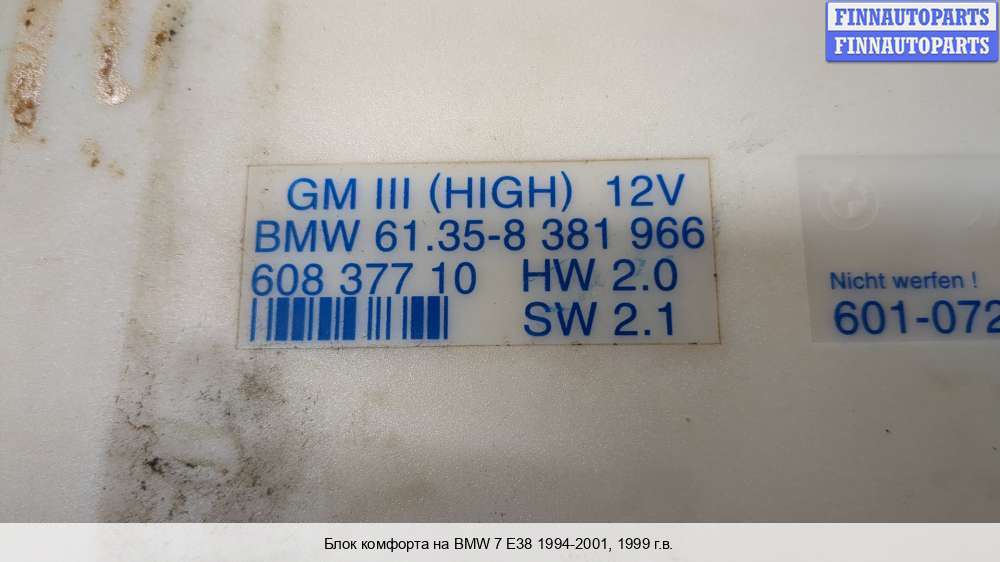 FINNAUTOPARTS
FINNAUTOPARTS
GM III (HIGH) 12V
BMW 61.35-8 381 966
608 377 10 HW 2.0
SW 2.1
Nicht werfen !
601-072
Блок комфорта на BMW 7 E38 1994-2001, 1999 г.в.